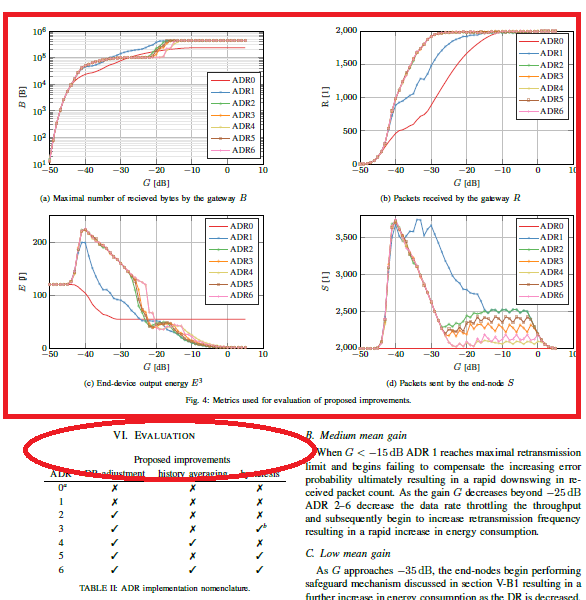 10^6
10^5
10^4
10^3
10^2
10^1
B [B]
−50 −40 −30 −20 −10 0 10
G [dB]
ADR0
ADR1
ADR2
ADR3
ADR4
ADR5
ADR6
(a) Maximal number of recieved bytes by the gateway B
2,000
1,500
1,000
500
0
R [1]
−50 −40 −30 −20 −10 0 10
G [dB]
ADR0
ADR1
ADR2
ADR3
ADR4
ADR5
ADR6
(b) Packets received by the gateway R
200
100
0
E [J]
−50 −40 −30 −20 −10 0 10
G [dB]
ADR0
ADR1
ADR2
ADR3
ADR4
ADR5
ADR6
(c) End-device output energy E^3
3,500
3,000
2,500
2,000
S [1]
−50 −40 −30 −20 −10 0 10
G [dB]
ADR0
ADR1
ADR2
ADR3
ADR4
ADR5
ADR6
(d) Packets sent by the end-node S
Fig. 4: Metrics used for evaluation of proposed improvements.
VI. EVALUATION
Proposed improvements
ADR DR adjustment history averaging
0^a ✗ ✗ ✗
1 ✗ ✗ ✗
2 ✓ ✗ ✗
3 ✓ ✗ ✓^b
4 ✓ ✓ ✗
5 ✓ ✗ ✓
6 ✓ ✓ ✓
TABLE II: ADR implementation nomenclature.
B. Medium mean gain
When G < −15 dB ADR 1 reaches maximal retransmission
limit and begins failing to compensate the increasing error
probability ultimately resulting in a rapid downswing in re-
ceived packet count. As the gain G decreases beyond −25 dB
ADR 2–6 decrease the data rate throttling the throughput
and subsequently begin to increase retransmission frequency
resulting in a rapid increase in energy consumption.
C. Low mean gain
As G approaches −35 dB, the end-nodes begin performing
safeguard mechanism discussed in section V-B1 resulting in a
further increase in energy consumption as the DR is decreased.